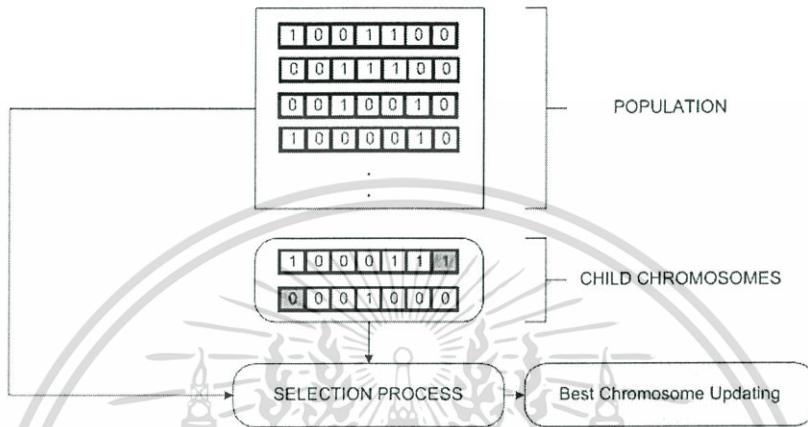 1 0 0 1 1 0 0
0 0 1 1 1 0 0
0 0 1 0 0 1 0
1 0 0 0 0 1 0
.
.
POPULATION
1 0 0 0 1 1 1
0 0 0 1 0 0 0
CHILD CHROMOSOMES
SELECTION PROCESS
Best Chromosome Updating